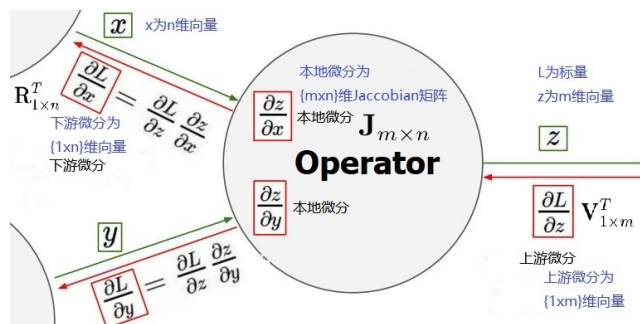 x
x为n维向量
R^T_{1×n}
∂L/∂x = ∂L/∂z ∂z/∂x
下游微分为
{1xn}维向量
下游微分
本地微分为
{mxn}维Jaccobian矩阵
∂z/∂x
本地微分
J_{m×n}
Operator
∂z/∂y
本地微分
y
∂L/∂y = ∂L/∂z ∂z/∂y
L为标量
z为m维向量
z
∂L/∂z
V^T_{1×m}
上游微分
上游微分为
{1xm}维向量